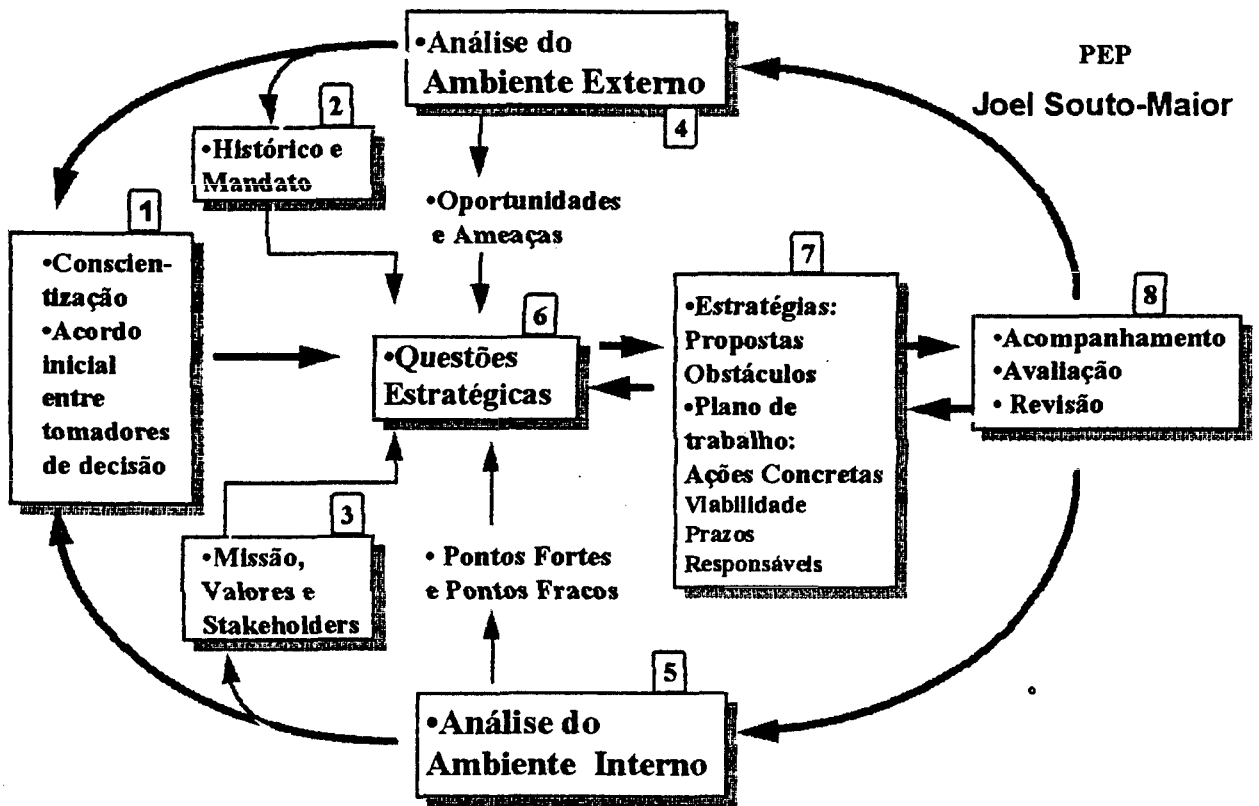 PEP
Joel Souto-Maior
1
•Conscien-
tização
•Acordo
inicial
entre
tomadores
de decisão
2
•Histórico e
Mandato
3
•Missão,
Valores e
Stakeholders
•Análise do
Ambiente Externo
4
•Oportunidades
e Ameaças
5
•Análise do
Ambiente Interno
• Pontos Fortes
e Pontos Fracos
6
•Questões
Estratégicas
7
•Estratégias:
Propostas
Obstáculos
•Plano de
trabalho:
Ações Concretas
Viabilidade
Prazos
Responsáveis
8
•Acompanhamento
•Avaliação
• Revisão